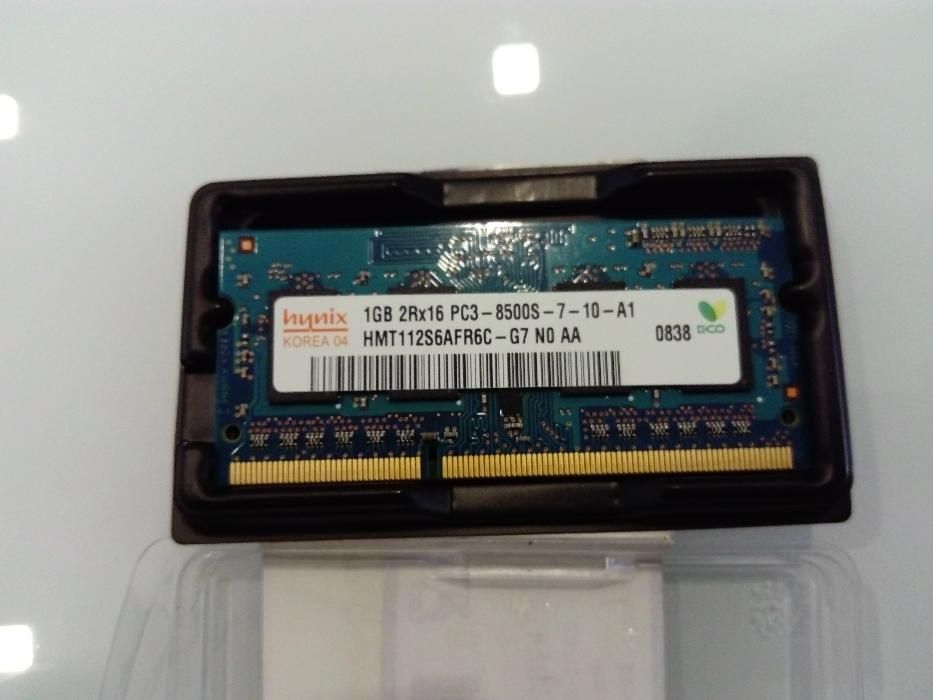 hynix
KOREA 04
1GB 2Rx16 PC3-8500S-7-10-A1
HMT112S6AFR6C-G7 N0 AA
0838
ECO